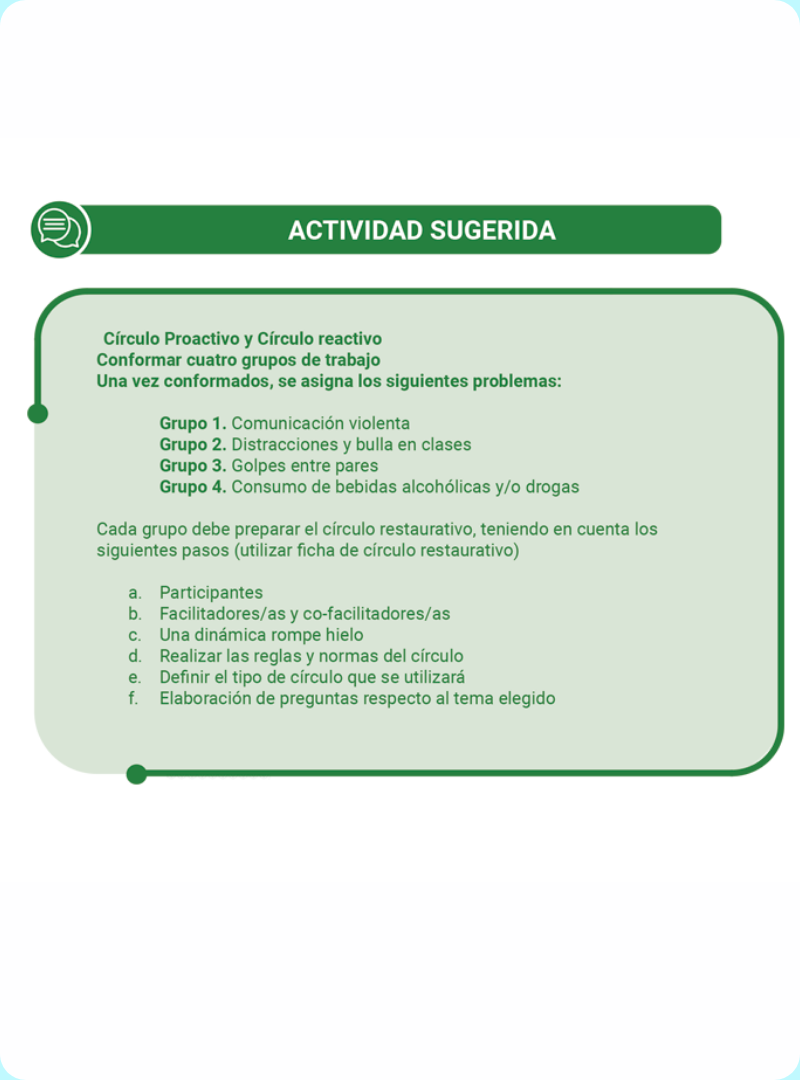 ACTIVIDAD SUGERIDA
Círculo Proactivo y Círculo reactivo
Conformar cuatro grupos de trabajo
Una vez conformados, se asigna los siguientes problemas:
Grupo 1. Comunicación violenta
Grupo 2. Distracciones y bulla en clases
Grupo 3. Golpes entre pares
Grupo 4. Consumo de bebidas alcohólicas y/o drogas
Cada grupo debe preparar el círculo restaurativo, teniendo en cuenta los
siguientes pasos (utilizar ficha de círculo restaurativo)
a. Participantes
b. Facilitadores/as y co-facilitadores/as
c. Una dinámica rompe hielo
d. Realizar las reglas y normas del círculo
e. Definir el tipo de círculo que se utilizará
f. Elaboración de preguntas respecto al tema elegido